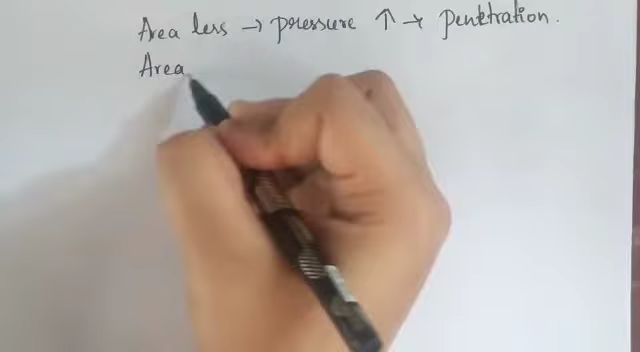 Area less → pressure ↑ → penetration.
Area